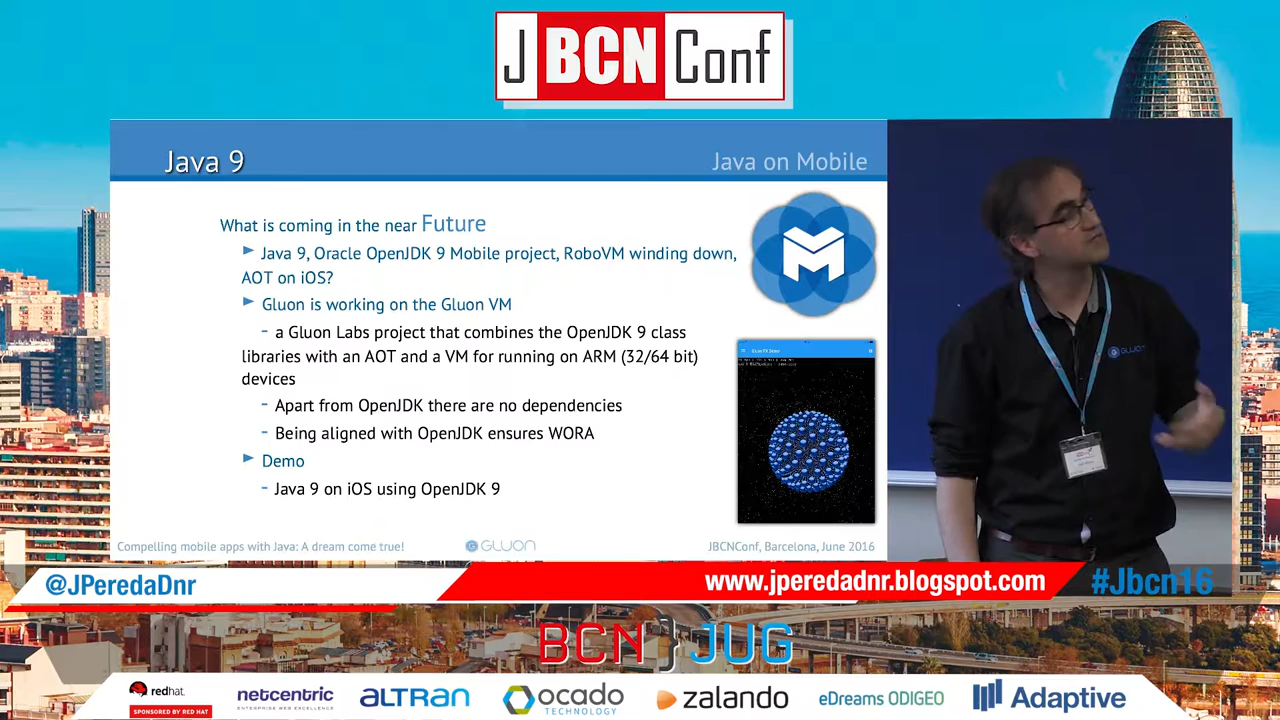 J BCN Conf
Java 9
Java on Mobile
What is coming in the near Future
Java 9, Oracle OpenJDK 9 Mobile project, RoboVM winding down,
AOT on iOS?
Gluon is working on the Gluon VM
- a Gluon Labs project that combines the OpenJDK 9 class
libraries with an AOT and a VM for running on ARM (32/64 bit)
devices
- Apart from OpenJDK there are no dependencies
- Being aligned with OpenJDK ensures WORA
Demo
- Java 9 on iOS using OpenJDK 9
GLUON
Compelling mobile apps with Java: A dream come true!
GLUON
JBCNConf, Barcelona, June 2016
@JPeredaDnr
www.jperedadnr.blogspot.com
#Jbcn16
BCN JUG
redhat.
SPONSORED BY RED HAT
netcentric
ENTERPRISE WEB EXCELLENCE
ALTRAN
ocado
TECHNOLOGY
zalando
eDreams ODIGEO
Adaptive